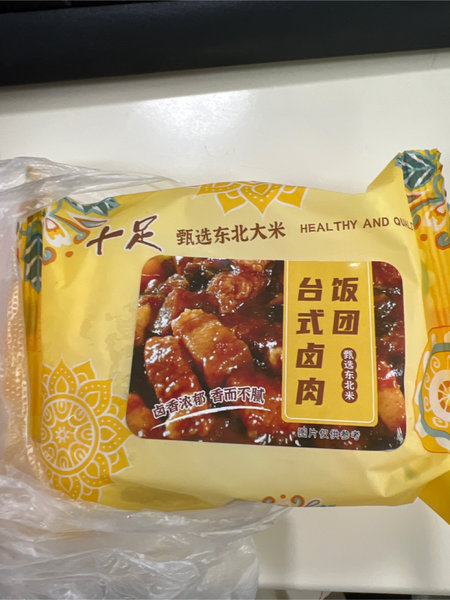 十足
甄选东北大米 HEALTHY AND
台式卤肉
饭团
甄选东北米
卤香浓郁 香而不腻
图片仅供参考